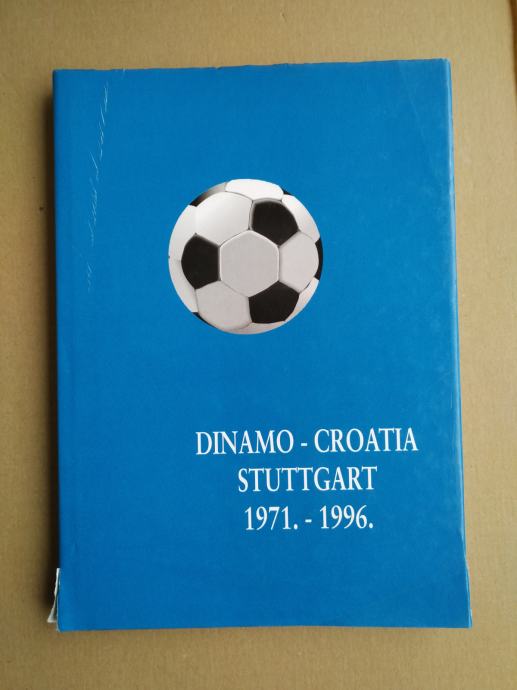 DINAMO - CROATIA
STUTTGART
1971. - 1996.